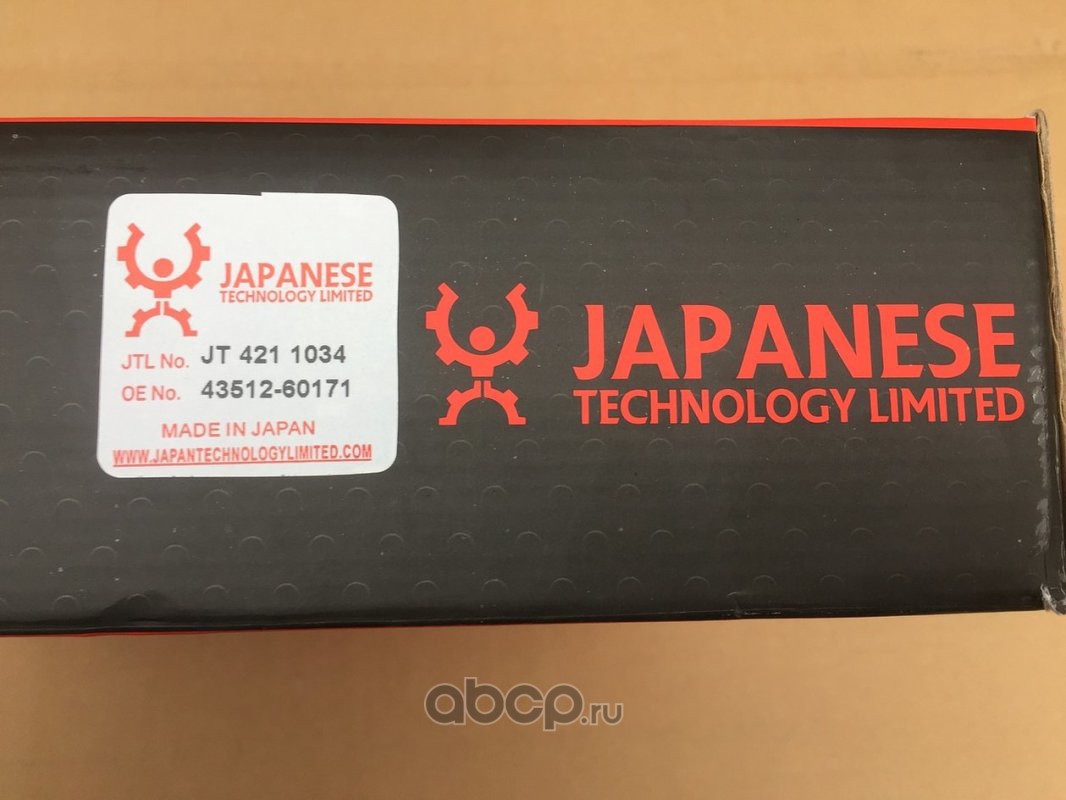 JAPANESE
TECHNOLOGY LIMITED
JTL No. JT 421 1034
OE No. 43512-60171
MADE IN JAPAN
WWW.JAPANTECHNOLOGYLIMITED.COM
JAPANESE
TECHNOLOGY LIMITED
abcp.ru